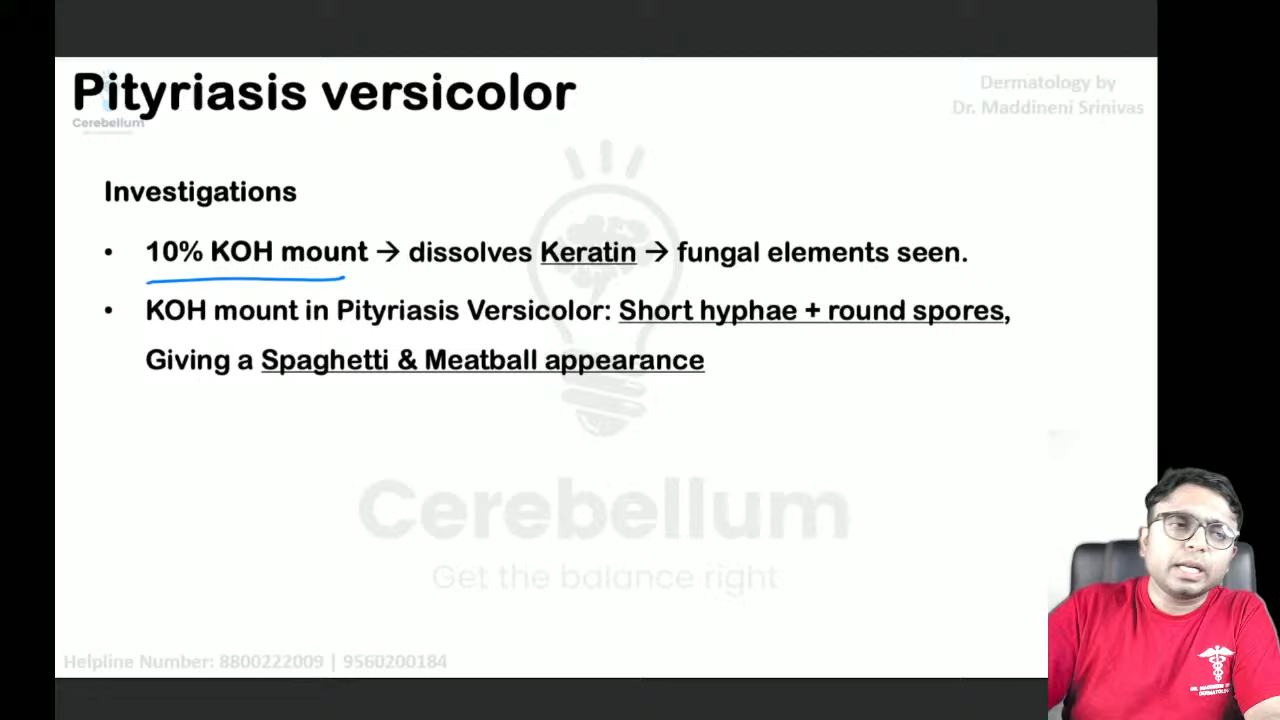 Pityriasis versicolor
Dermatology by
Dr. Maddineni Srinivas
Cerebellum
Investigations
• 10% KOH mount → dissolves Keratin → fungal elements seen.
• KOH mount in Pityriasis Versicolor: Short hyphae + round spores,
Giving a Spaghetti & Meatball appearance
Cerebellum
Get the balance right
Helpline Number: 8800222009 | 9560200184